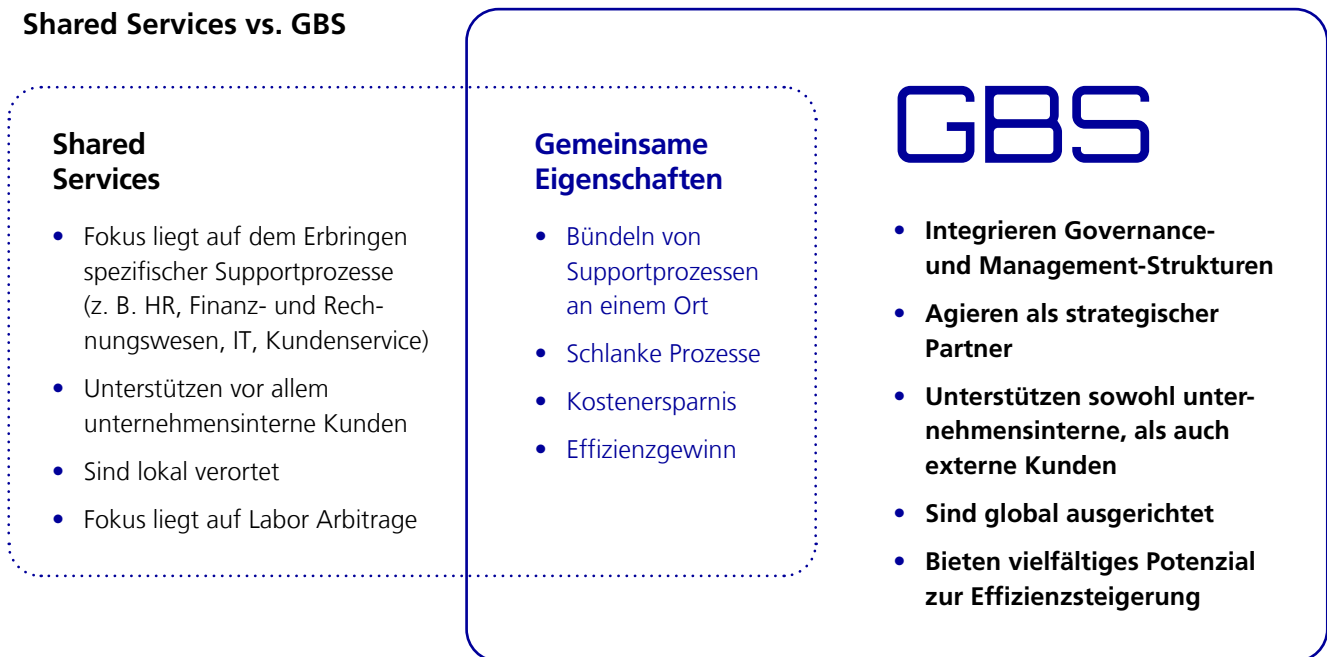 Shared Services vs. GBS
Shared
Services
• Fokus liegt auf dem Erbringen
spezifischer Supportprozesse
(z. B. HR, Finanz- und Rech-
nungswesen, IT, Kundenservice)
• Unterstützen vor allem
unternehmensinterne Kunden
• Sind lokal verortet
• Fokus liegt auf Labor Arbitrage
Gemeinsame
Eigenschaften
• Bündeln von
Supportprozessen
an einem Ort
• Schlanke Prozesse
• Kostenersparnis
• Effizienzgewinn
GBS
• Integrieren Governance-
und Management-Strukturen
• Agieren als strategischer
Partner
• Unterstützen sowohl unter-
nehmensinterne, als auch
externe Kunden
• Sind global ausgerichtet
• Bieten vielfältiges Potenzial
zur Effizienzsteigerung